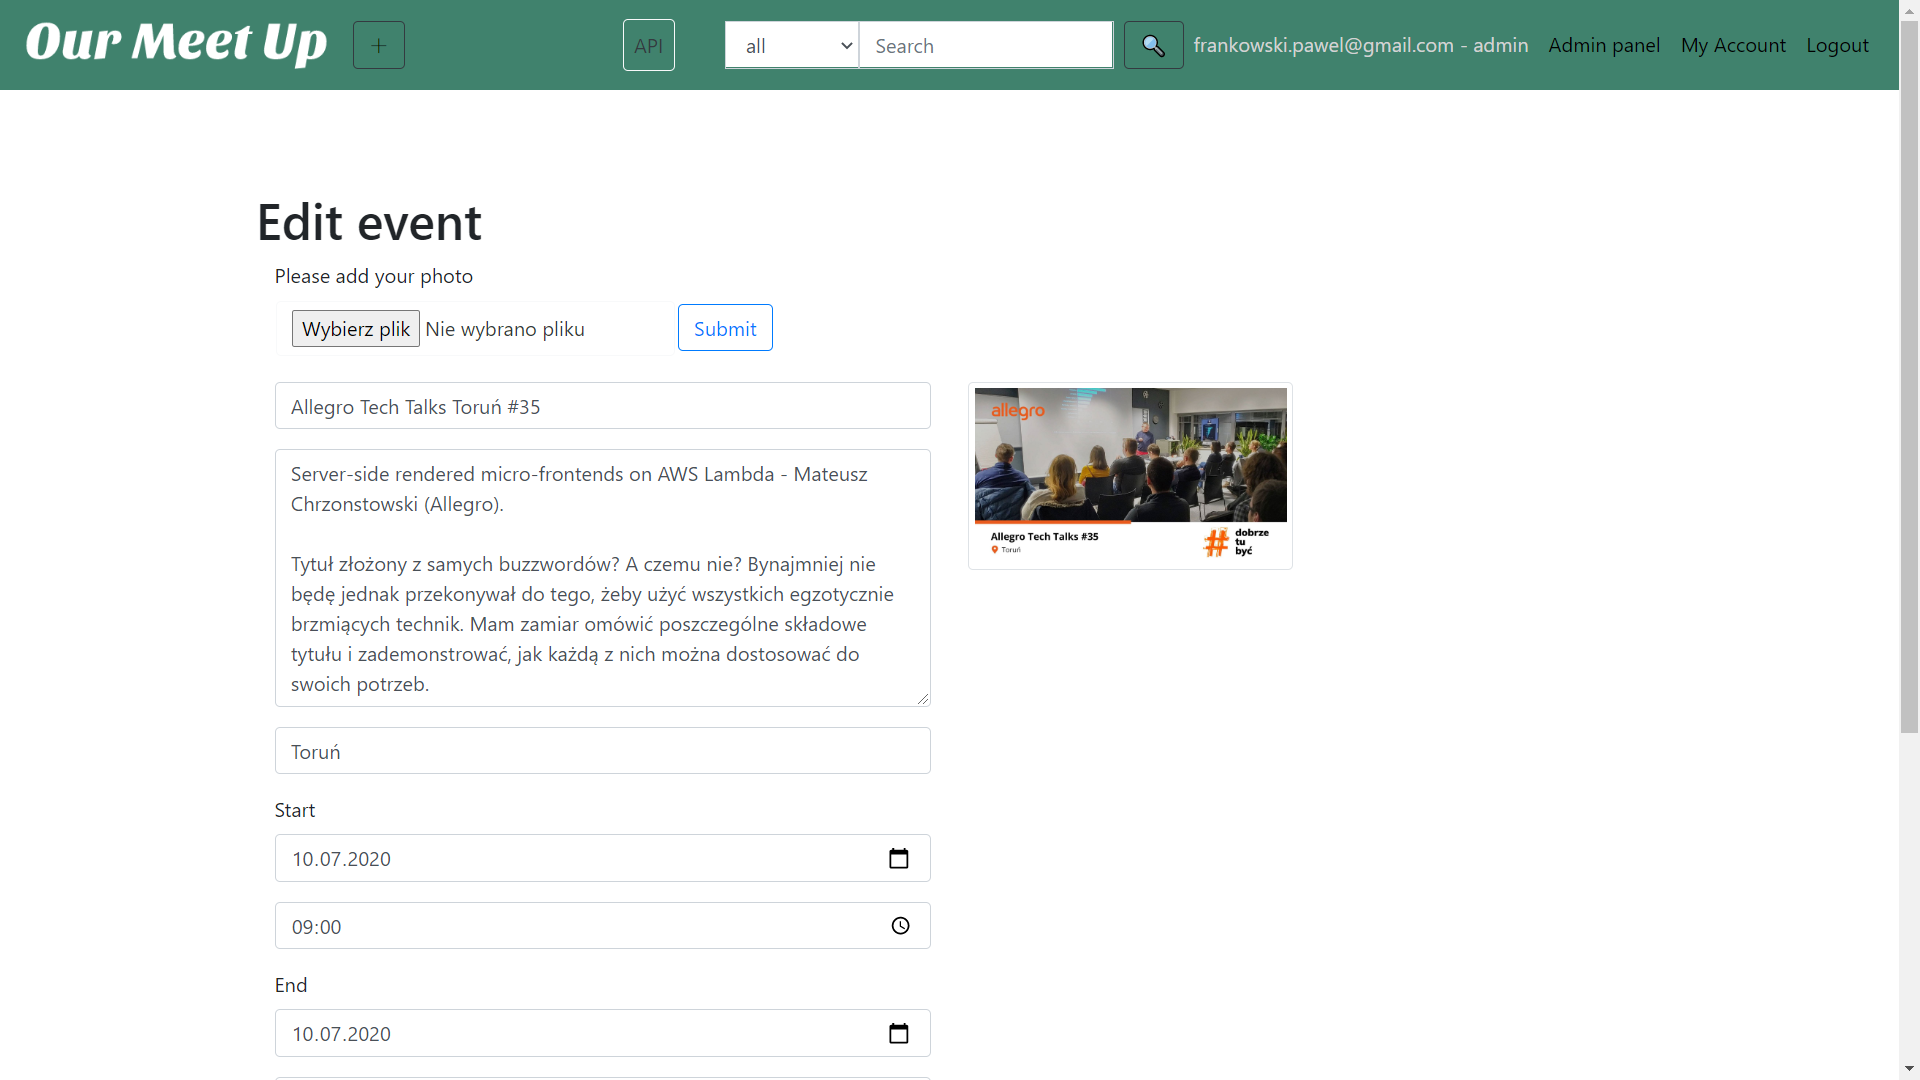 Our Meet Up
+
API
all
Search
frankowski.pawel@gmail.com - admin
Admin panel
My Account
Logout
Edit event
Please add your photo
Wybierz plik Nie wybrano pliku
Submit
Allegro Tech Talks Toruń #35
Server-side rendered micro-frontends on AWS Lambda - Mateusz
Chrzonstowski (Allegro).
Tytuł złożony z samych buzzwordów? A czemu nie? Bynajmniej nie
będę jednak przekonywał do tego, żeby użyć wszystkich egzotycznie
brzmiących technik. Mam zamiar omówić poszczególne składowe
tytułu i zademonstrować, jak każdą z nich można dostosować do
swoich potrzeb.
allegro
Allegro Tech Talks #35
Toruń
# dobrze
tu
być
Toruń
Start
10.07.2020
09:00
End
10.07.2020